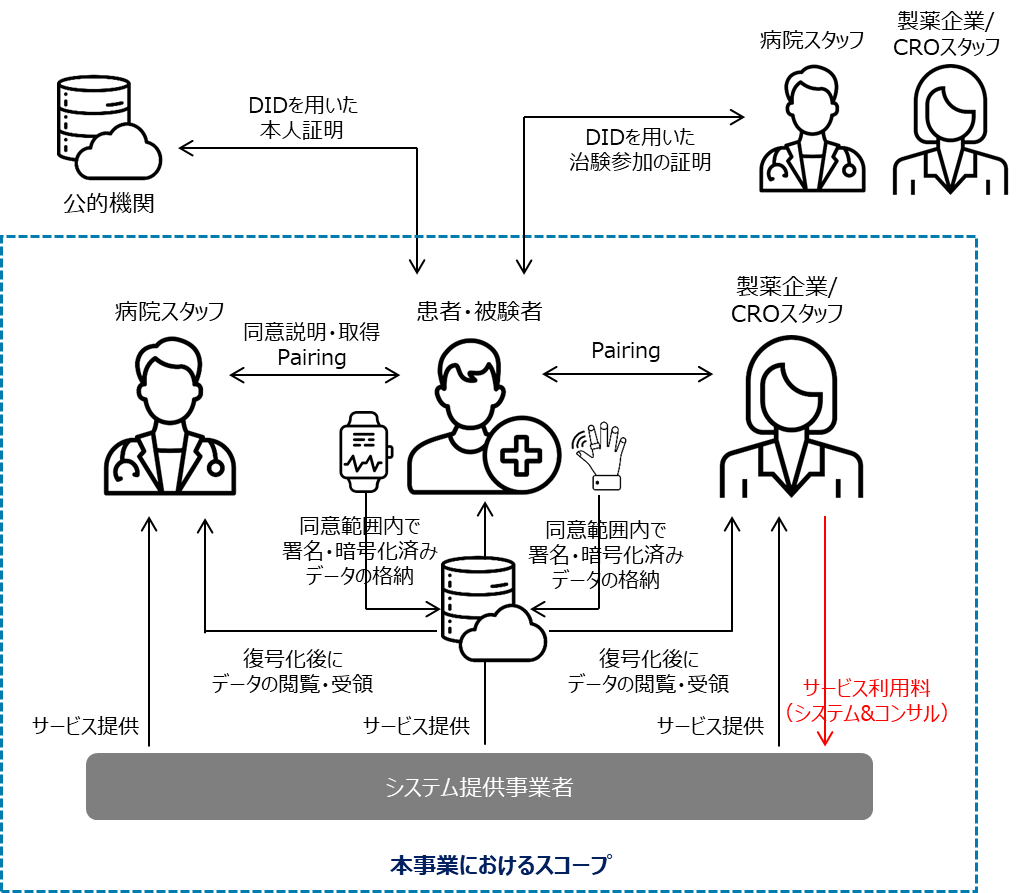 病院スタッフ
製薬企業/
CROスタッフ
DIDを用いた
本人証明
DIDを用いた
治験参加の証明
公的機関
病院スタッフ
同意説明・取得
Pairing
患者・被験者
Pairing
製薬企業/
CROスタッフ
同意範囲内で
署名・暗号化済み
データの格納
同意範囲内で
署名・暗号化済み
データの格納
復号化後に
データの閲覧・受領
復号化後に
データの閲覧・受領
サービス提供
サービス提供
サービス提供
サービス利用料
（システム&コンサル）
システム提供事業者
本事業におけるスコープ